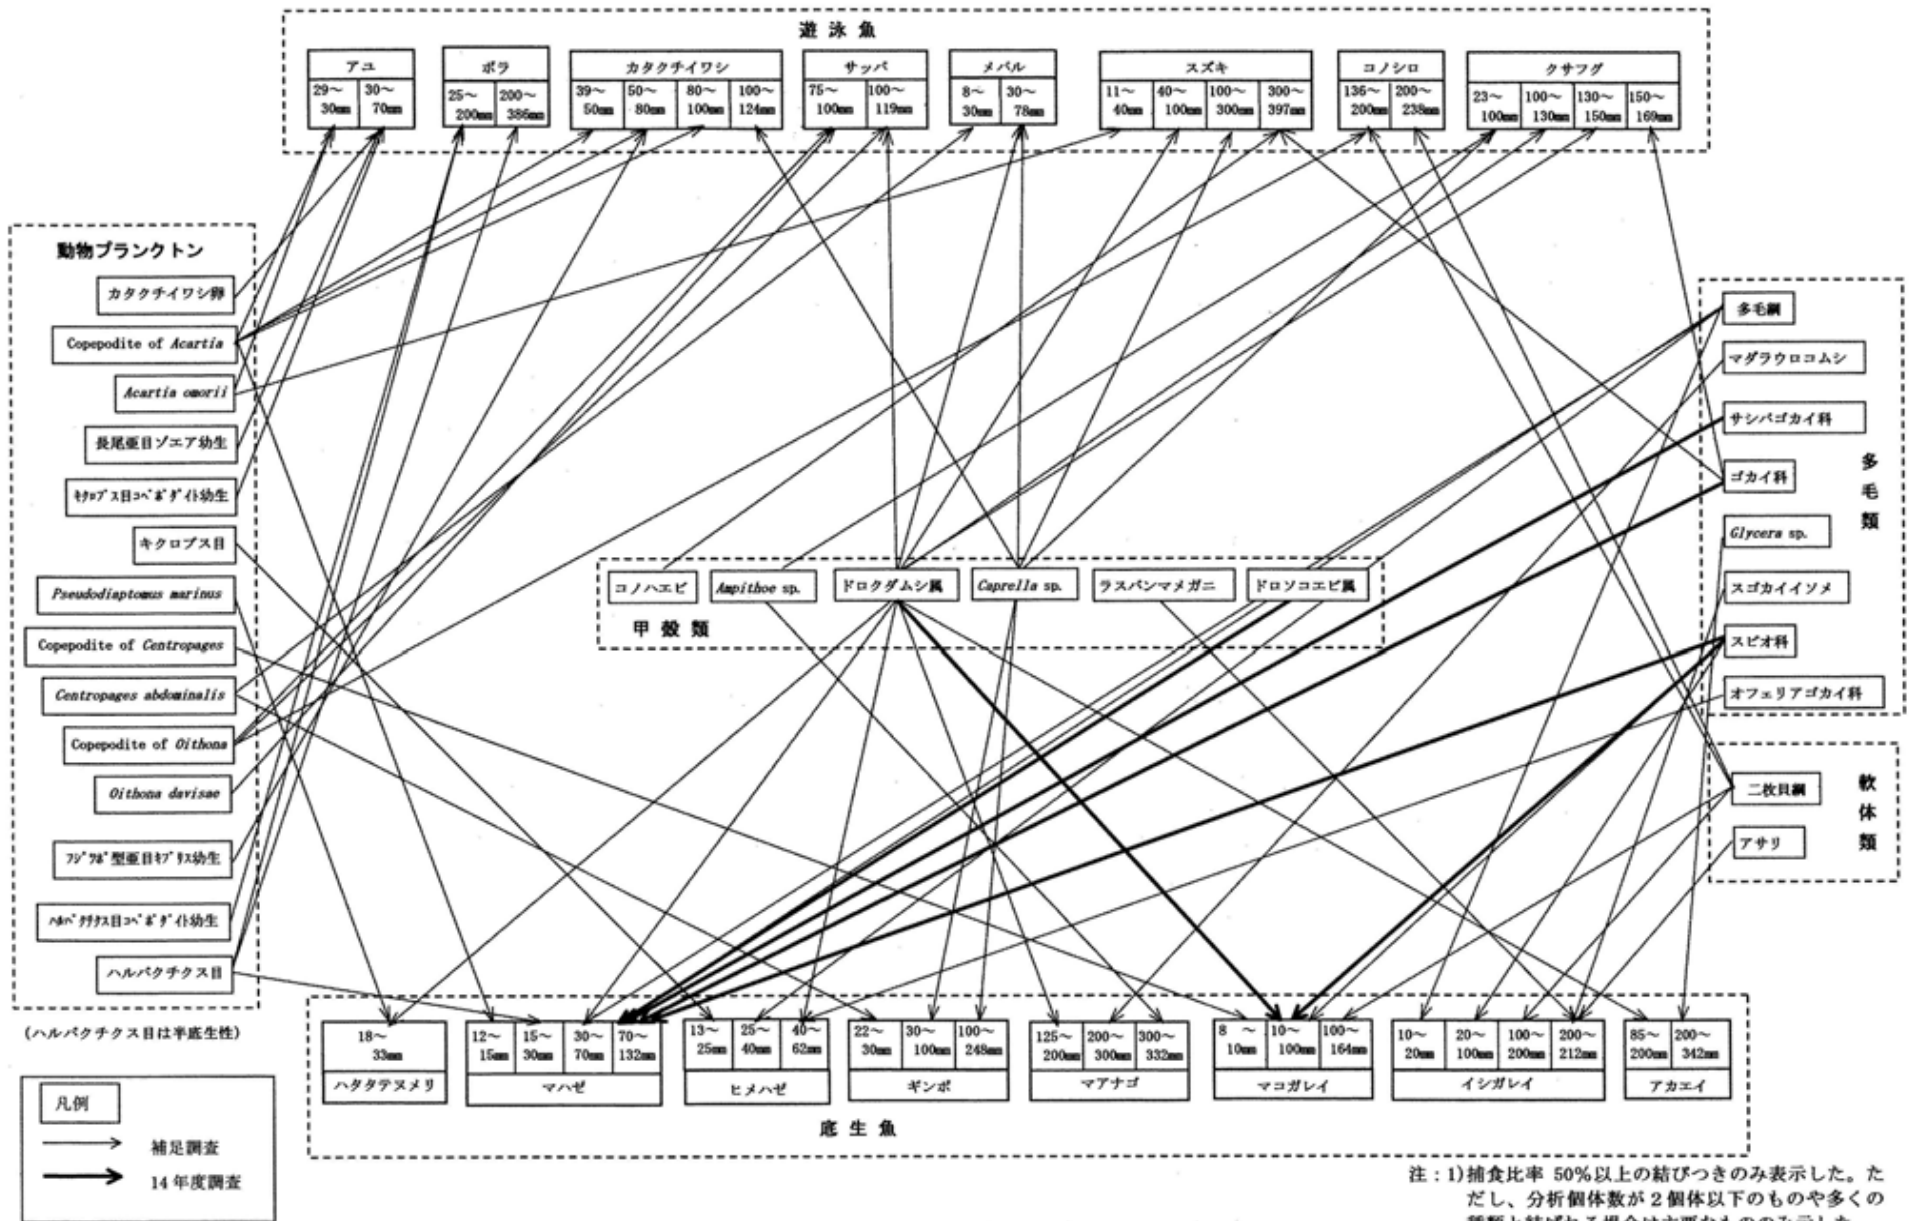 遊泳魚
アユ
29～30mm
30～70mm
ボラ
25～200mm
200～386mm
カタクチイワシ
39～50mm
50～80mm
80～100mm
100～124mm
サッパ
75～100mm
100～119mm
メバル
8～30mm
30～78mm
スズキ
11～40mm
40～100mm
100～300mm
300～397mm
コノシロ
136～200mm
200～238mm
クサフグ
23～100mm
100～130mm
130～150mm
150～169mm
動物プランクトン
カタクチイワシ卵
Copepodite of Acartia
Acartia omorii
長尾亜目ゾエア幼生
キクロプス目コペポダイト幼生
キクロプス目
Pseudodiaptomus marinus
Copepodite of Centropages
Centropages abdominalis
Copepodite of Oithona
Oithona davisae
フジツボ型亜目キプリス幼生
ハルパクチクス目コペポダイト幼生
ハルパクチクス目
(ハルパクチクス目は半底生性)
コノハエビ
Ampithoe sp.
ドロクダムシ属
Caprella sp.
ラスバンマメガニ
ドロソコエビ属
甲殻類
多毛綱
マダラウロコムシ
サシバゴカイ科
ゴカイ科
Glycera sp.
スゴカイイソメ
スピオ科
オフェリアゴカイ科
多毛類
二枚貝綱
アサリ
軟体類
18～33mm
ハタタテヌメリ
12～15mm
15～30mm
30～70mm
70～132mm
マハゼ
13～25mm
25～40mm
40～62mm
ヒメハゼ
22～30mm
30～100mm
100～248mm
ギンポ
125～200mm
200～300mm
300～332mm
マアナゴ
8 ～10mm
10～100mm
100～164mm
マコガレイ
10～20mm
20～100mm
100～200mm
200～212mm
イシガレイ
85～200mm
200～342mm
アカエイ
底生魚
凡例
補足調査
14年度調査
注：1)捕食比率 50％以上の結びつきのみ表示した。た
だし、分析個体数が２個体以下のものや多くの